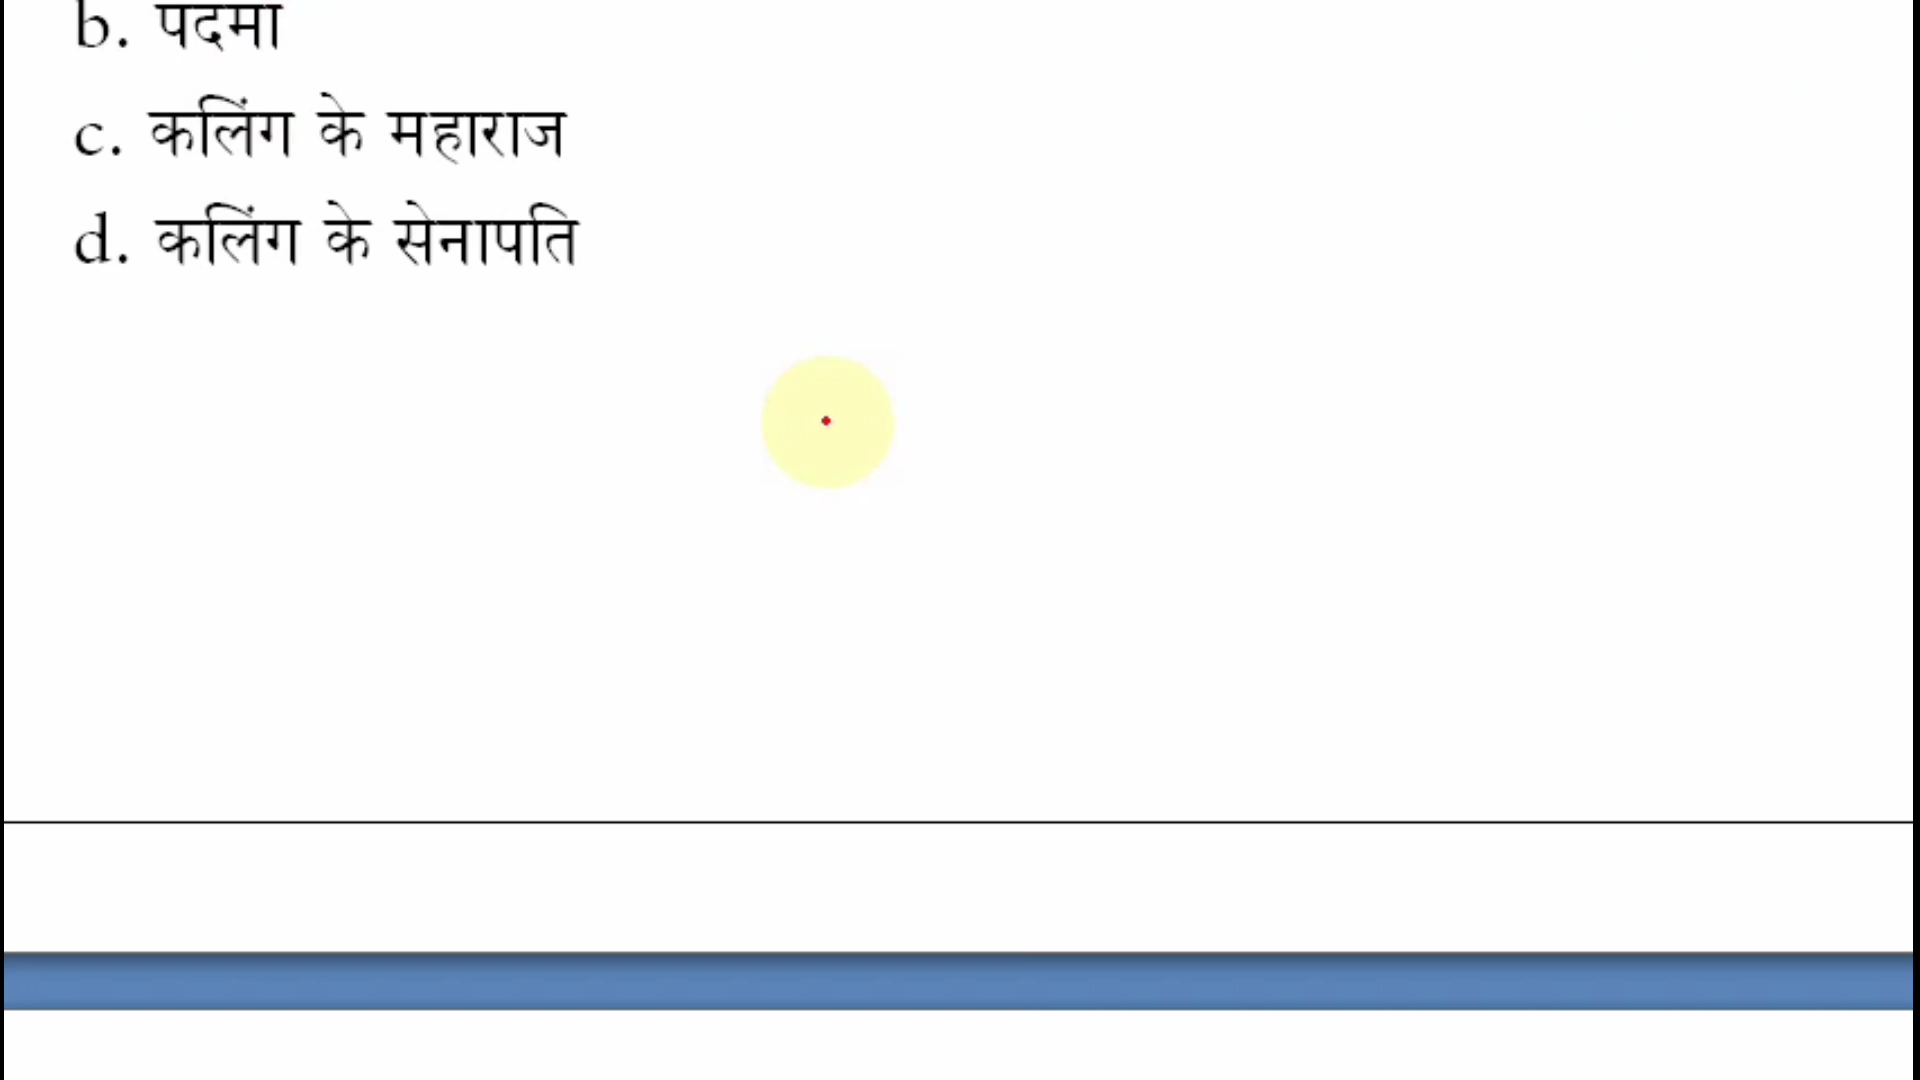 b. पदमा
c. कलिंग के महाराज
d. कलिंग के सेनापति